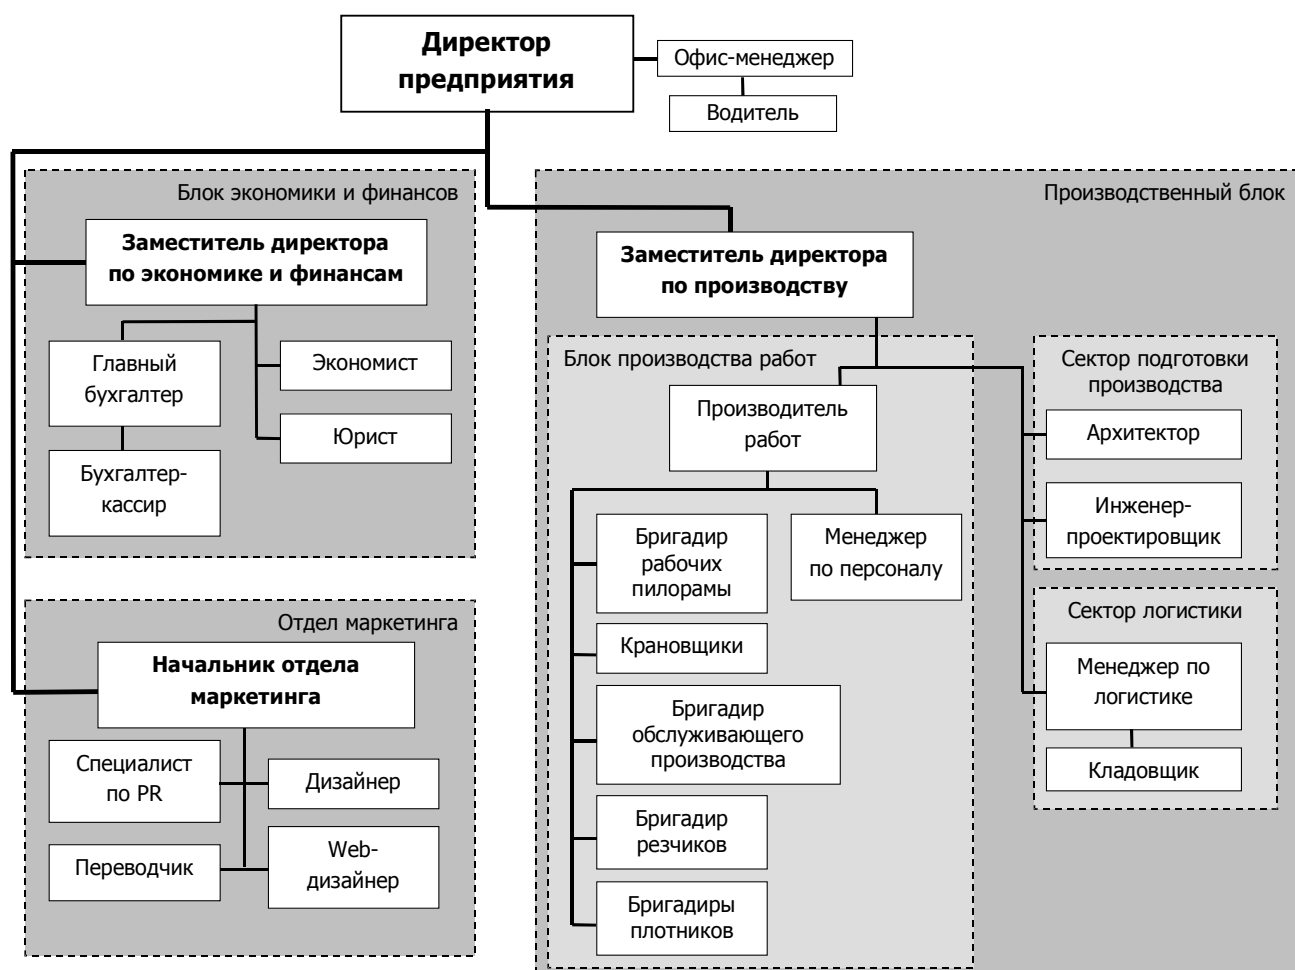 Директор
предприятия
Офис-менеджер
Водитель
Блок экономики и финансов
Заместитель директора
по экономике и финансам
Главный
бухгалтер
Экономист
Юрист
Бухгалтер-
кассир
Отдел маркетинга
Начальник отдела
маркетинга
Специалист
по PR
Дизайнер
Переводчик
Web-
дизайнер
Производственный блок
Заместитель директора
по производству
Блок производства работ
Производитель
работ
Бригадир
рабочих
пилорамы
Менеджер
по персоналу
Крановщики
Бригадир
обслуживающего
производства
Бригадир
резчиков
Бригадиры
плотников
Сектор подготовки
производства
Архитектор
Инженер-
проектировщик
Сектор логистики
Менеджер по
логистике
Кладовщик